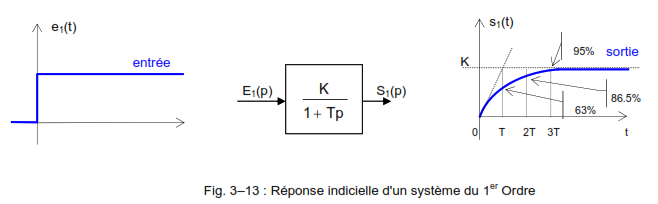 e₁(t)
entrée
E₁(p)
K
1 + Tp
S₁(p)
s₁(t)
95%
sortie
K
86.5%
63%
0 T 2T 3T t
Fig. 3–13 : Réponse indicielle d'un système du 1er Ordre